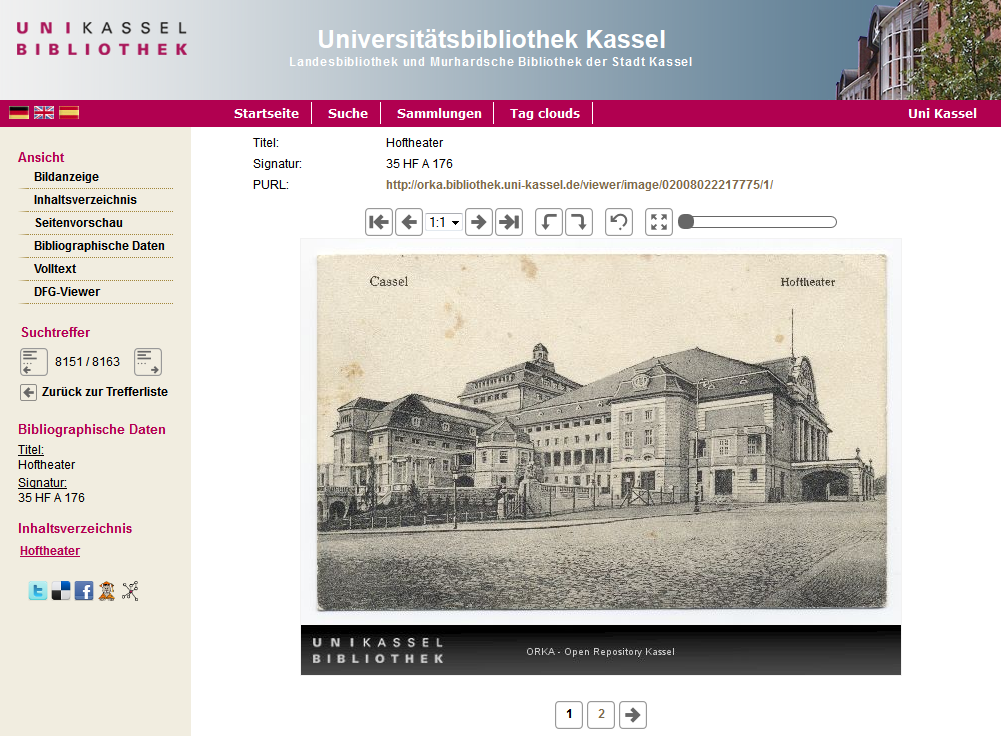 UNIKASSEL
BIBLIOTHEK
Universitätsbibliothek Kassel
Landesbibliothek und Murhardsche Bibliothek der Stadt Kassel
Startseite
Suche
Sammlungen
Tag clouds
Uni Kassel
Ansicht
Bildanzeige
Inhaltsverzeichnis
Seitenvorschau
Bibliographische Daten
Volltext
DFG-Viewer
Suchtreffer
8151 / 8163
Zurück zur Trefferliste
Bibliographische Daten
Titel:
Hoftheater
Signatur:
35 HF A 176
Inhaltsverzeichnis
Hoftheater
Titel: Hoftheater
Signatur: 35 HF A 176
PURL: http://orka.bibliothek.uni-kassel.de/viewer/image/02008022217775/1/
1:1
Cassel
Hoftheater
UNIKASSEL
BIBLIOTHEK
ORKA - Open Repository Kassel
1 2